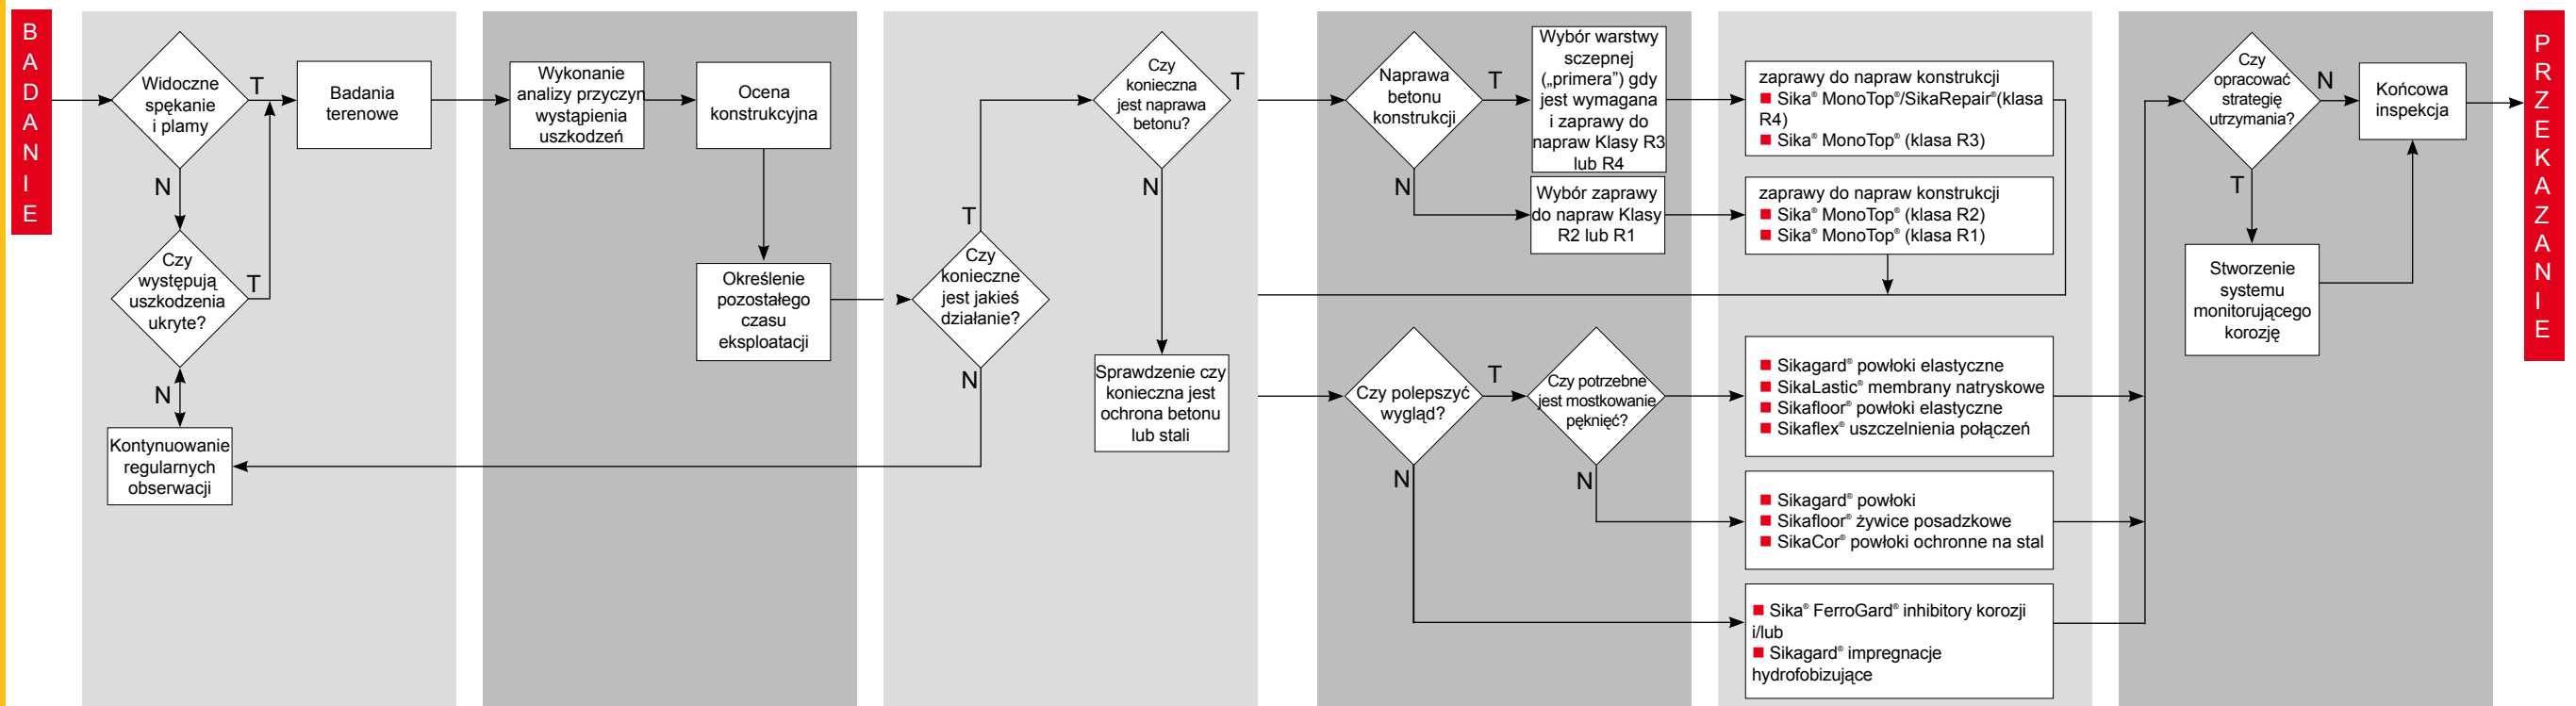 BADANIE
Widoczne
spękanie
i plamy
T
N
Badania
terenowe
Czy
występują
uszkodzenia
ukryte?
T
N
Kontynuowanie
regularnych
obserwacji
Wykonanie
analizy przyczyn
wystąpienia
uszkodzeń
Ocena
konstrukcyjna
Określenie
pozostałego
czasu
eksploatacji
Czy
konieczne
jest jakieś
działanie?
T
N
Czy
konieczna
jest naprawa
betonu?
T
N
Sprawdzenie czy
konieczna jest
ochrona betonu
lub stali
Naprawa
betonu
konstrukcji
T
N
Wybór warstwy
sczepnej
(„primera”) gdy
jest wymagana
i zaprawy do
napraw Klasy R3
lub R4
Wybór zaprawy
do napraw Klasy
R2 lub R1
zaprawy do napraw konstrukcji
■ Sika® MonoTop®/SikaRepair®(klasa
R4)
■ Sika® MonoTop® (klasa R3)
zaprawy do napraw konstrukcji
■ Sika® MonoTop® (klasa R2)
■ Sika® MonoTop® (klasa R1)
Czy polepszyć
wygląd?
T
N
Czy potrzebne
jest mostkowanie
pęknięć?
N
■ Sikagard® powłoki elastyczne
■ SikaLastic® membrany natryskowe
■ Sikafloor® powłoki elastyczne
■ Sikaflex® uszczelnienia połączeń
■ Sikagard® powłoki
■ Sikafloor® żywice posadzkowe
■ SikaCor® powłoki ochronne na stal
■ Sika® FerroGard® inhibitory korozji
i/lub
■ Sikagard® impregnacje
hydrofobizujące
Czy
opracować
strategię
utrzymania?
N
T
Końcowa
inspekcja
Stworzenie
systemu
monitorującego
korozję
PRZEKAZANIE